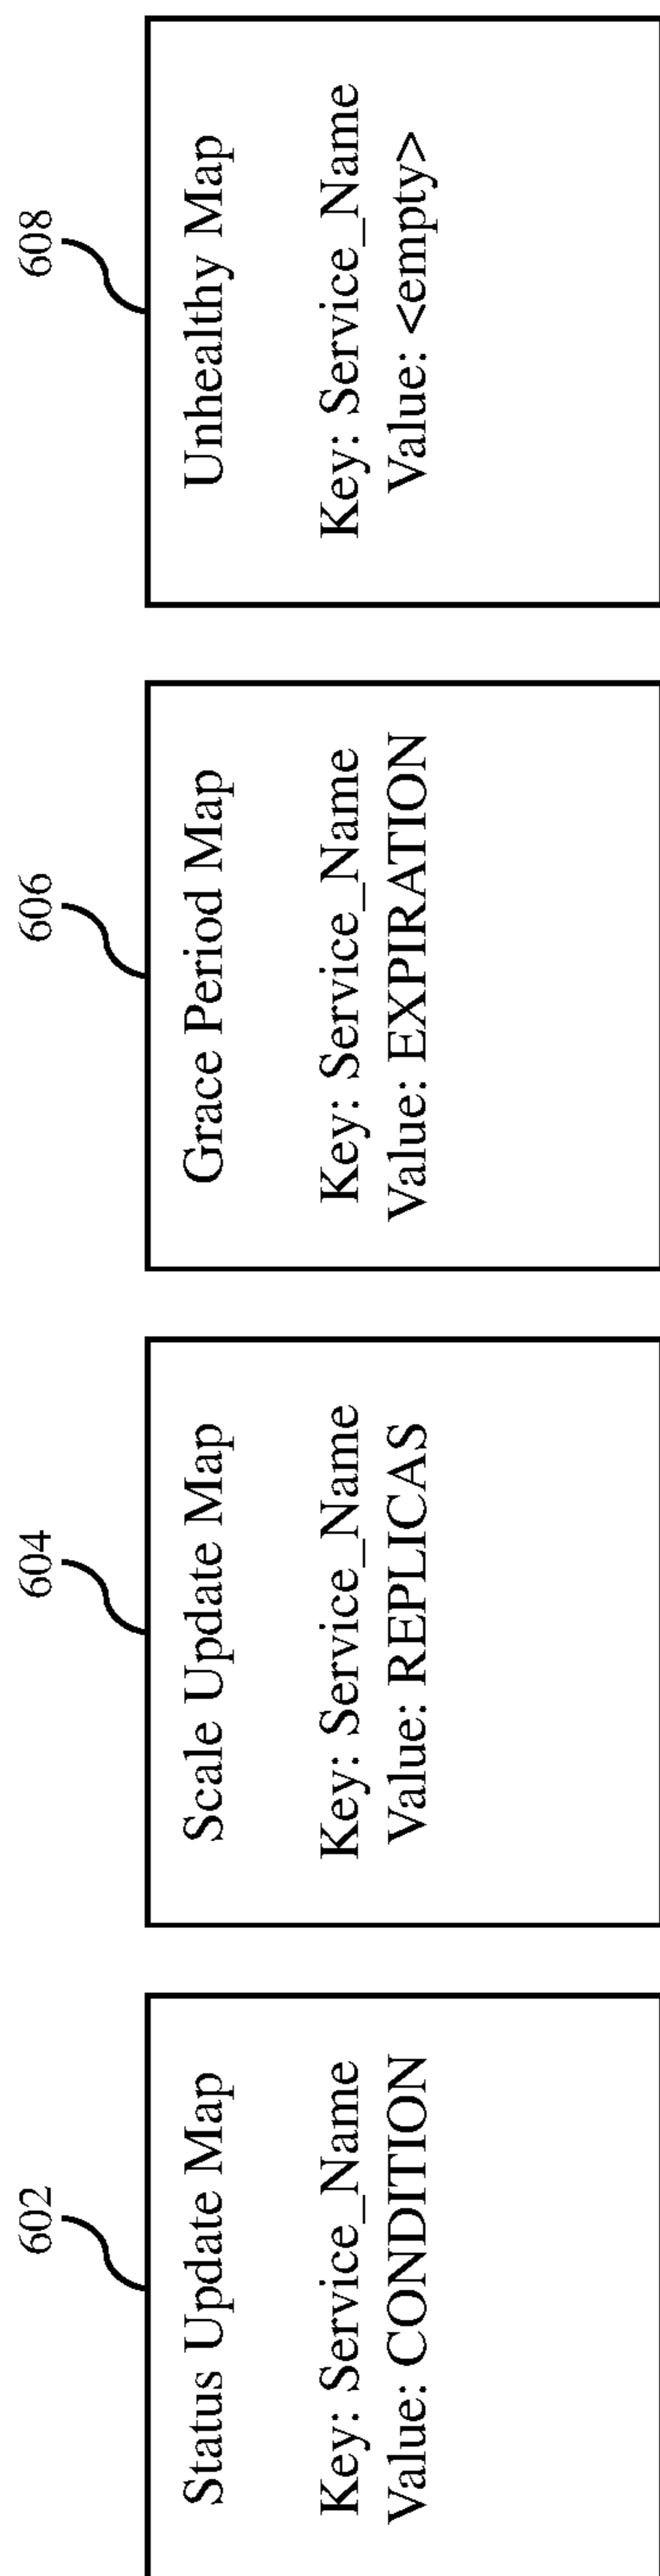 602
Status Update Map
Key: Service_Name
Value: CONDITION
604
Scale Update Map
Key: Service_Name
Value: REPLICAS
606
Grace Period Map
Key: Service_Name
Value: EXPIRATION
608
Unhealthy Map
Key: Service_Name
Value: <empty>